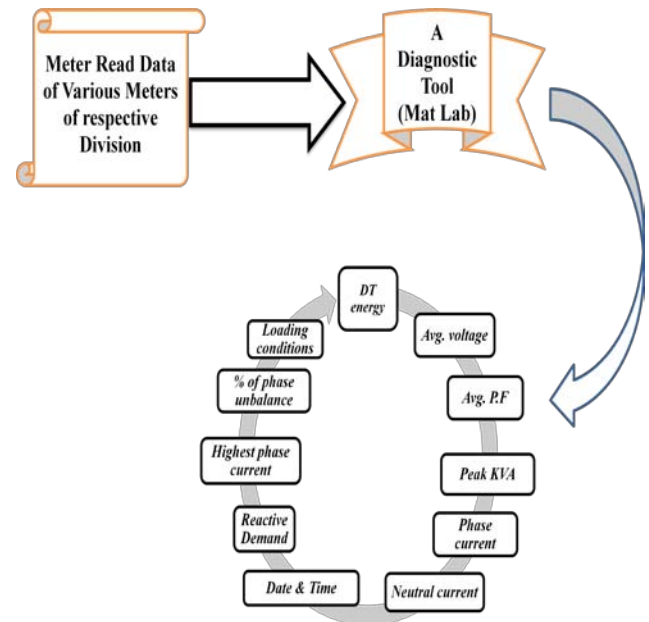 Meter Read Data
of Various Meters
of respective
Division
A
Diagnostic
Tool
(Mat Lab)
DT
energy
Avg. voltage
Avg. P.F
Peak KVA
Phase
current
Neutral current
Date & Time
Reactive
Demand
Highest phase
current
% of phase
unbalance
Loading
conditions